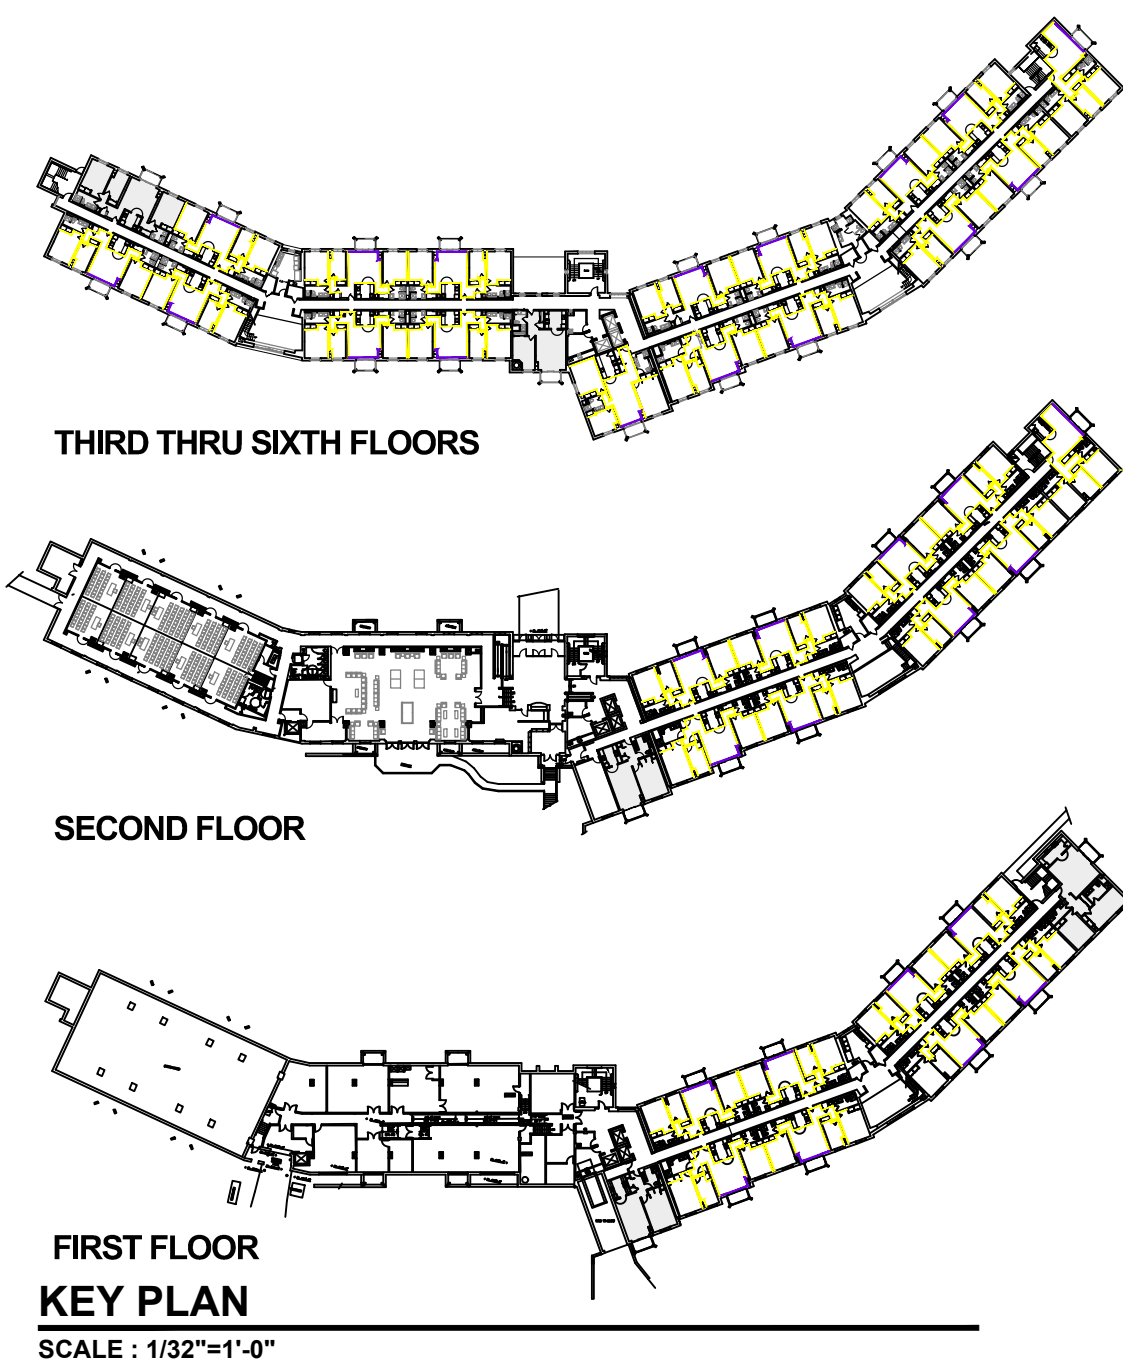 THIRD THRU SIXTH FLOORS
SECOND FLOOR
FIRST FLOOR
KEY PLAN
SCALE : 1/32"=1'-0"